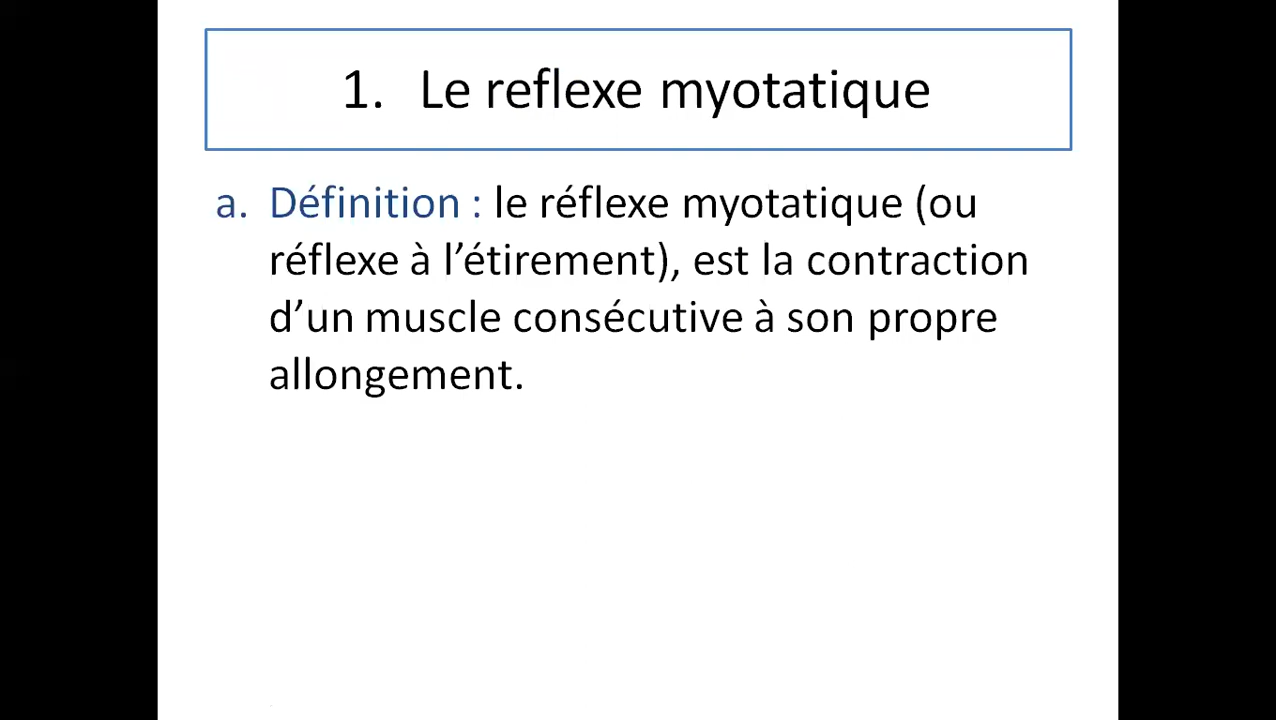 1. Le reflexe myotatique
a. Définition : le réflexe myotatique (ou
réflexe à l’étirement), est la contraction
d’un muscle consécutive à son propre
allongement.